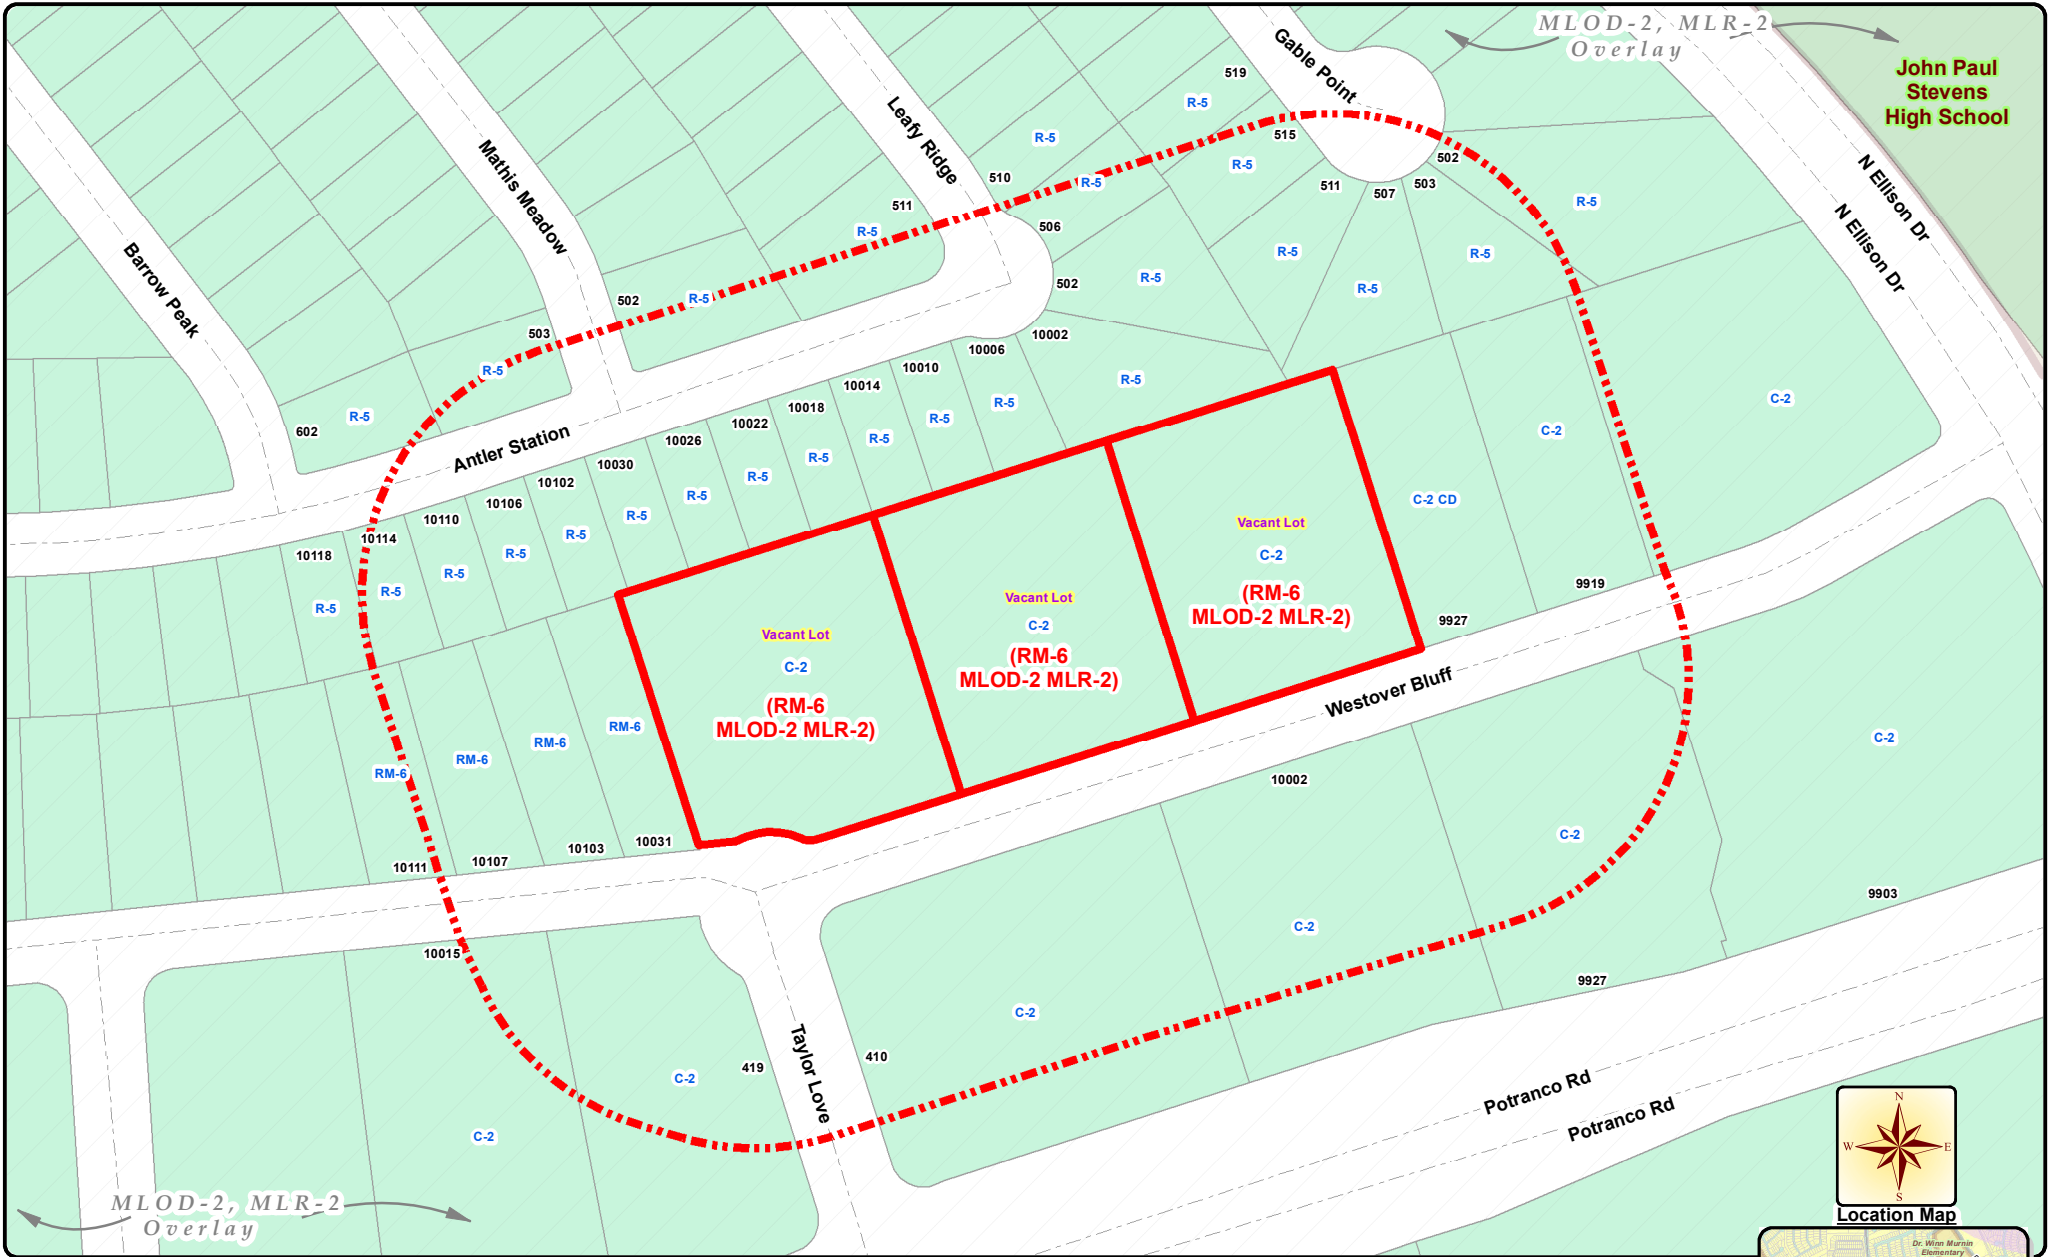 MLOD-2, MLR-2
Overlay
John Paul
Stevens
High School
Gable Point
519
R-5
Leafy Ridge
R-5
515
R-5
502
N Ellison Dr
N Ellison Dr
Mathis Meadow
510
R-5
511
507
503
R-5
511
R-5
506
Barrow Peak
R-5
R-5
R-5
502
R-5
502
R-5
503
10002
10006
R-5
10010
R-5
10014
R-5
C-2
10018
R-5
R-5
602
10022
R-5
C-2
10026
R-5
Antler Station
10030
R-5
10102
R-5
10106
R-5
C-2 CD
10110
R-5
10114
R-5
10118
R-5
R-5
R-5
R-5
Vacant Lot
C-2
(RM-6
MLOD-2 MLR-2)
9919
9927
Vacant Lot
C-2
(RM-6
MLOD-2 MLR-2)
Vacant Lot
C-2
(RM-6
MLOD-2 MLR-2)
Westover Bluff
RM-6
RM-6
RM-6
RM-6
C-2
10002
C-2
10031
10103
10107
10111
9903
C-2
10015
9927
C-2
Taylor Love
410
419
C-2
C-2
Potranco Rd
Potranco Rd
MLOD-2, MLR-2
Overlay
N
W
E
S
Location Map
Dr. Winn Murnin
Elementary